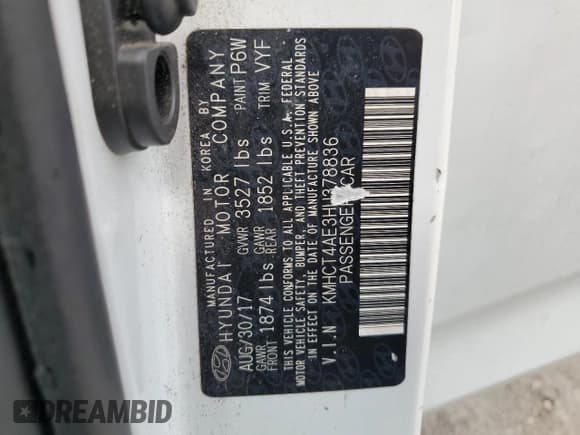 MANUFACTURED IN KOREA BY
HYUNDAI MOTOR COMPANY
AUG/30/17 GVWR 3527 lbs PAINT P6W
GAWR FRONT 1874 lbs GAWR REAR 1852 lbs TRIM VYF
THIS VEHICLE CONFORMS TO ALL APPLICABLE U.S.A. FEDERAL
MOTOR VEHICLE SAFETY, BUMPER, AND THEFT PREVENTION STANDARDS
IN EFFECT ON THE DATE OF MANUFACTURE SHOWN ABOVE
V.I.N KMHCT4AE3HU378836
PASSENGER CAR
DREAMBID